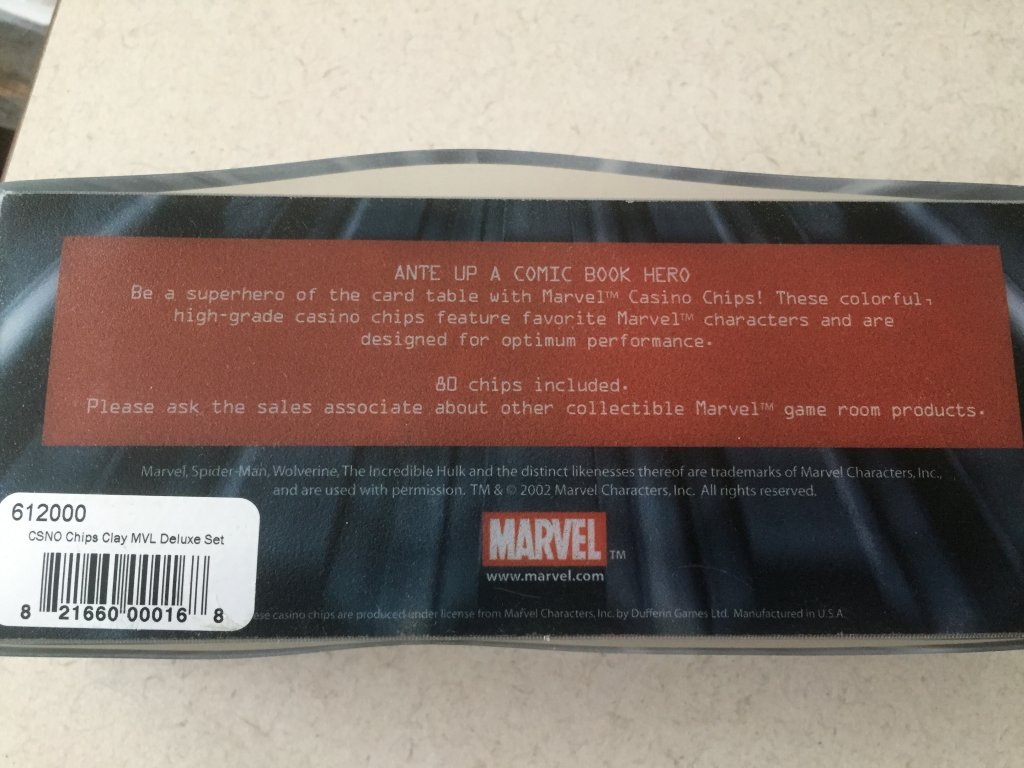 ANTE UP A COMIC BOOK HERO
Be a superhero of the card table with Marvel™ Casino Chips! These colorful,
high-grade casino chips feature favorite Marvel™ characters and are
designed for optimum performance.
80 chips included.
Please ask the sales associate about other collectible Marvel™ game room products.
Marvel, Spider-Man, Wolverine, The Incredible Hulk and the distinct likenesses thereof are trademarks of Marvel Characters, Inc.,
and are used with permission. TM & © 2002 Marvel Characters, Inc. All rights reserved.
MARVEL TM
www.marvel.com
612000
CSNO Chips Clay MVL Deluxe Set
8 21660 00016 8
casino chips are produced under license from Marvel Characters, Inc. by Dufferin Games Ltd. Manufactured in U.S.A.